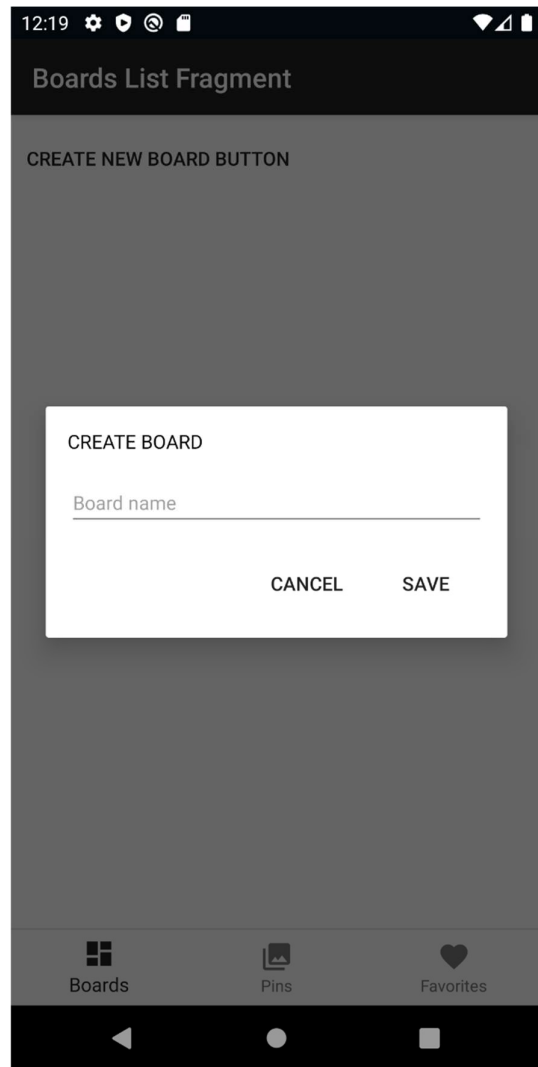 12:19
Boards List Fragment
CREATE NEW BOARD BUTTON
CREATE BOARD
Board name
CANCEL SAVE
Boards Pins Favorites